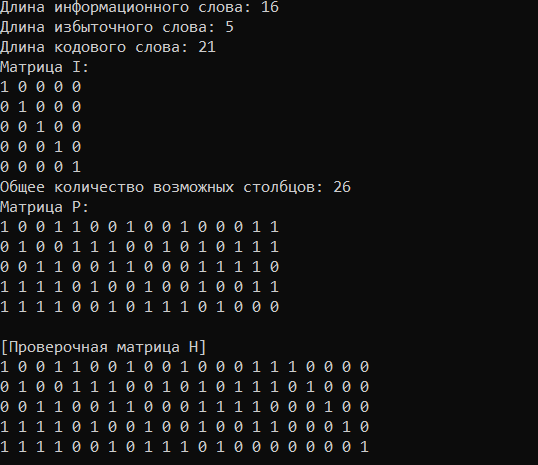 Длина информационного слова: 16
Длина избыточного слова: 5
Длина кодового слова: 21
Матрица I:
1 0 0 0 0
0 1 0 0 0
0 0 1 0 0
0 0 0 1 0
0 0 0 0 1
Общее количество возможных столбцов: 26
Матрица P:
1 0 0 1 1 0 0 1 0 0 1 0 0 0 1 1
0 1 0 0 1 1 1 0 0 1 0 1 0 1 1 1
0 0 1 1 0 0 1 1 0 0 0 1 1 1 1 0
1 1 1 1 0 1 0 0 1 0 0 1 0 0 1 1
1 1 1 1 0 0 1 0 1 1 1 0 1 0 0 0
[Проверочная матрица H]
1 0 0 1 1 0 0 1 0 0 1 0 0 0 1 1 1 0 0 0 0
0 1 0 0 1 1 1 0 0 1 0 1 0 1 1 1 0 1 0 0 0
0 0 1 1 0 0 1 1 0 0 0 1 1 1 1 0 0 0 1 0 0
1 1 1 1 0 1 0 0 1 0 0 1 0 0 1 1 0 0 0 1 0
1 1 1 1 0 0 1 0 1 1 1 0 1 0 0 0 0 0 0 0 1